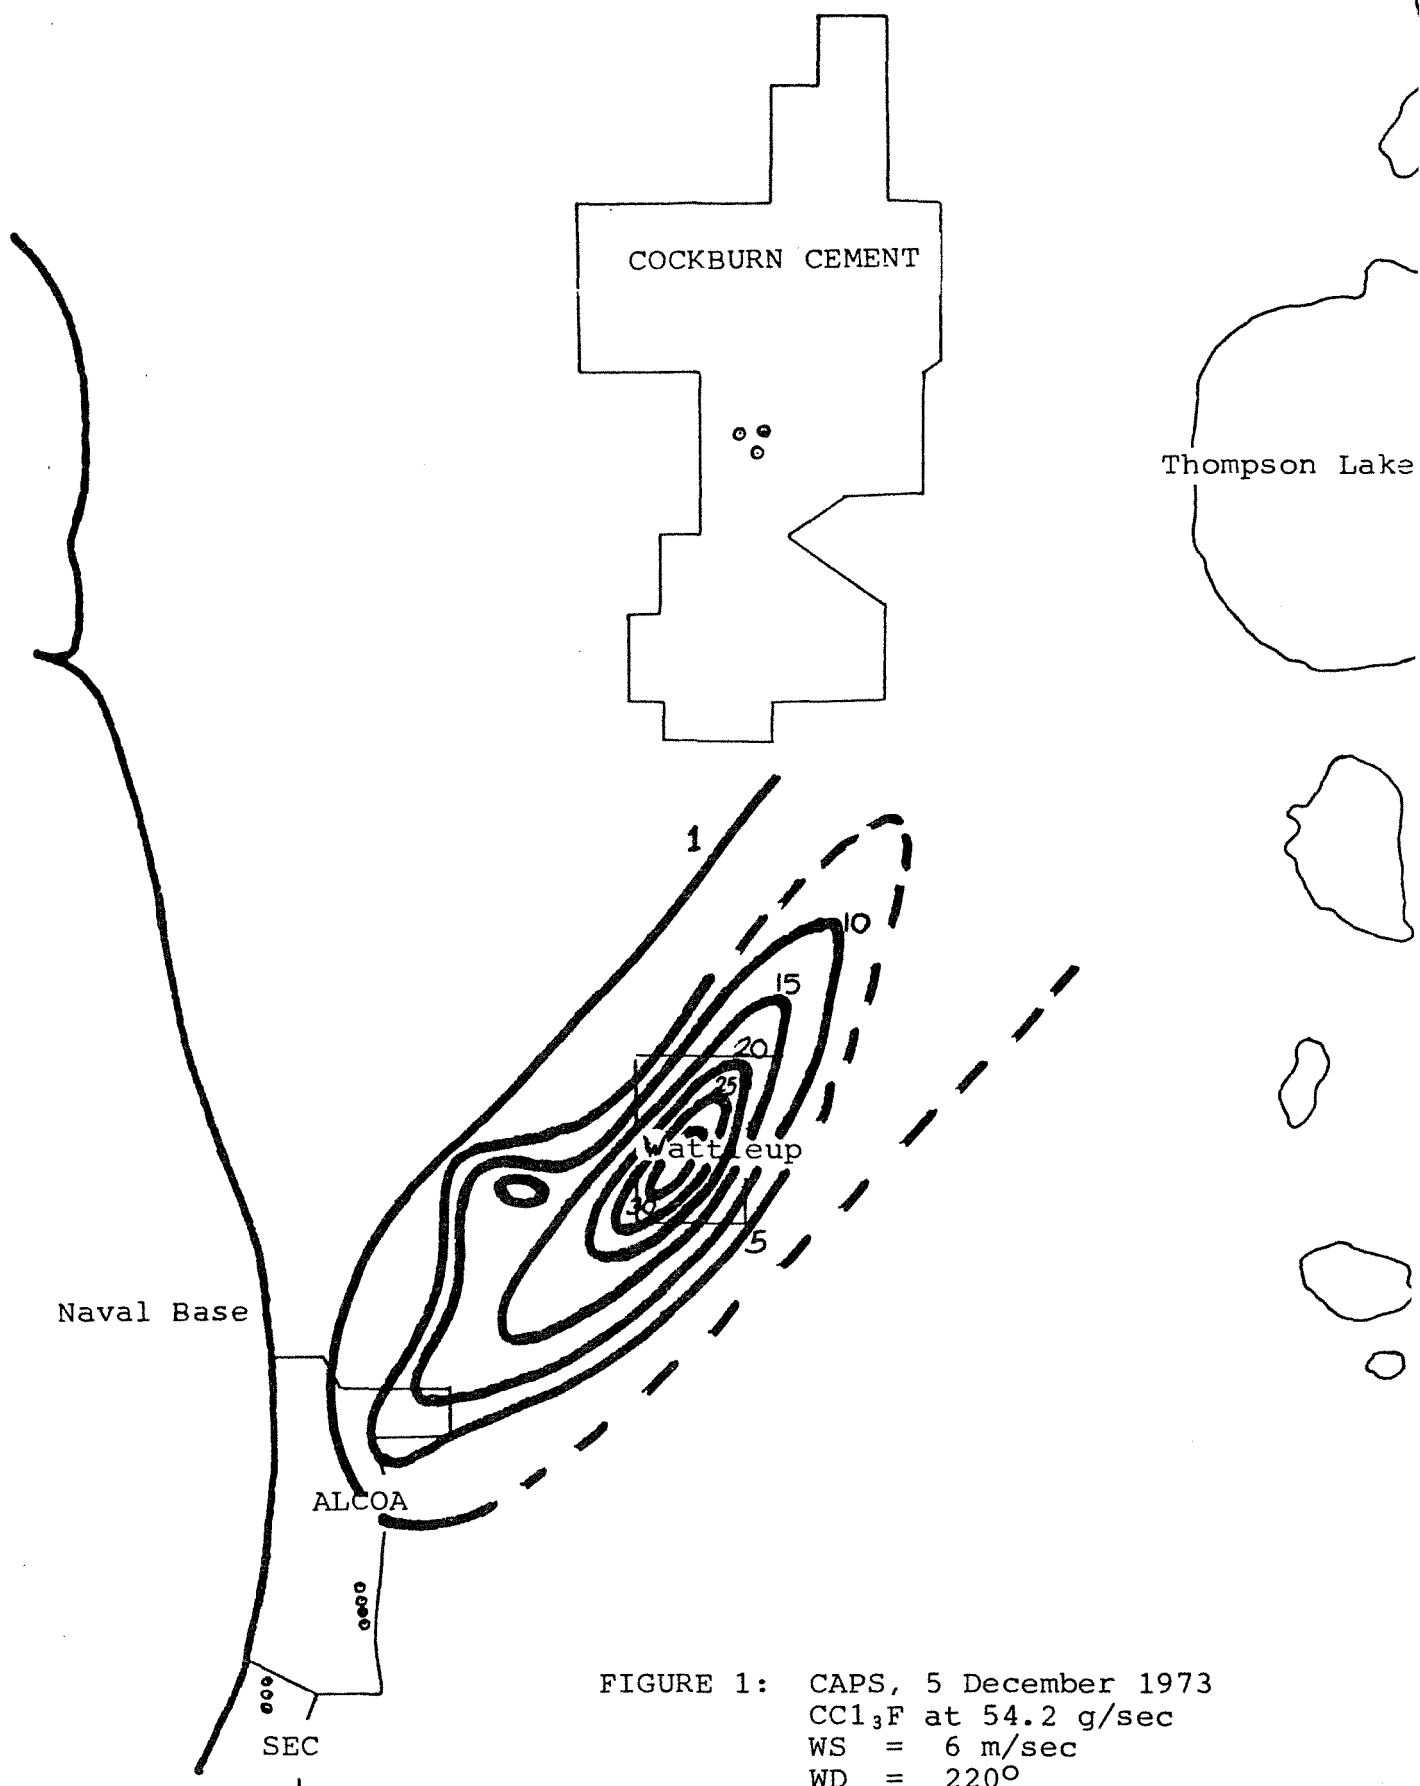 COCKBURN CEMENT
Thompson Lake
1
10
15
20
25
Wattleup
30
5
Naval Base
ALCOA
SEC
FIGURE 1: CAPS, 5 December 1973
CCl₃F at 54.2 g/sec
WS = 6 m/sec
WD = 220°